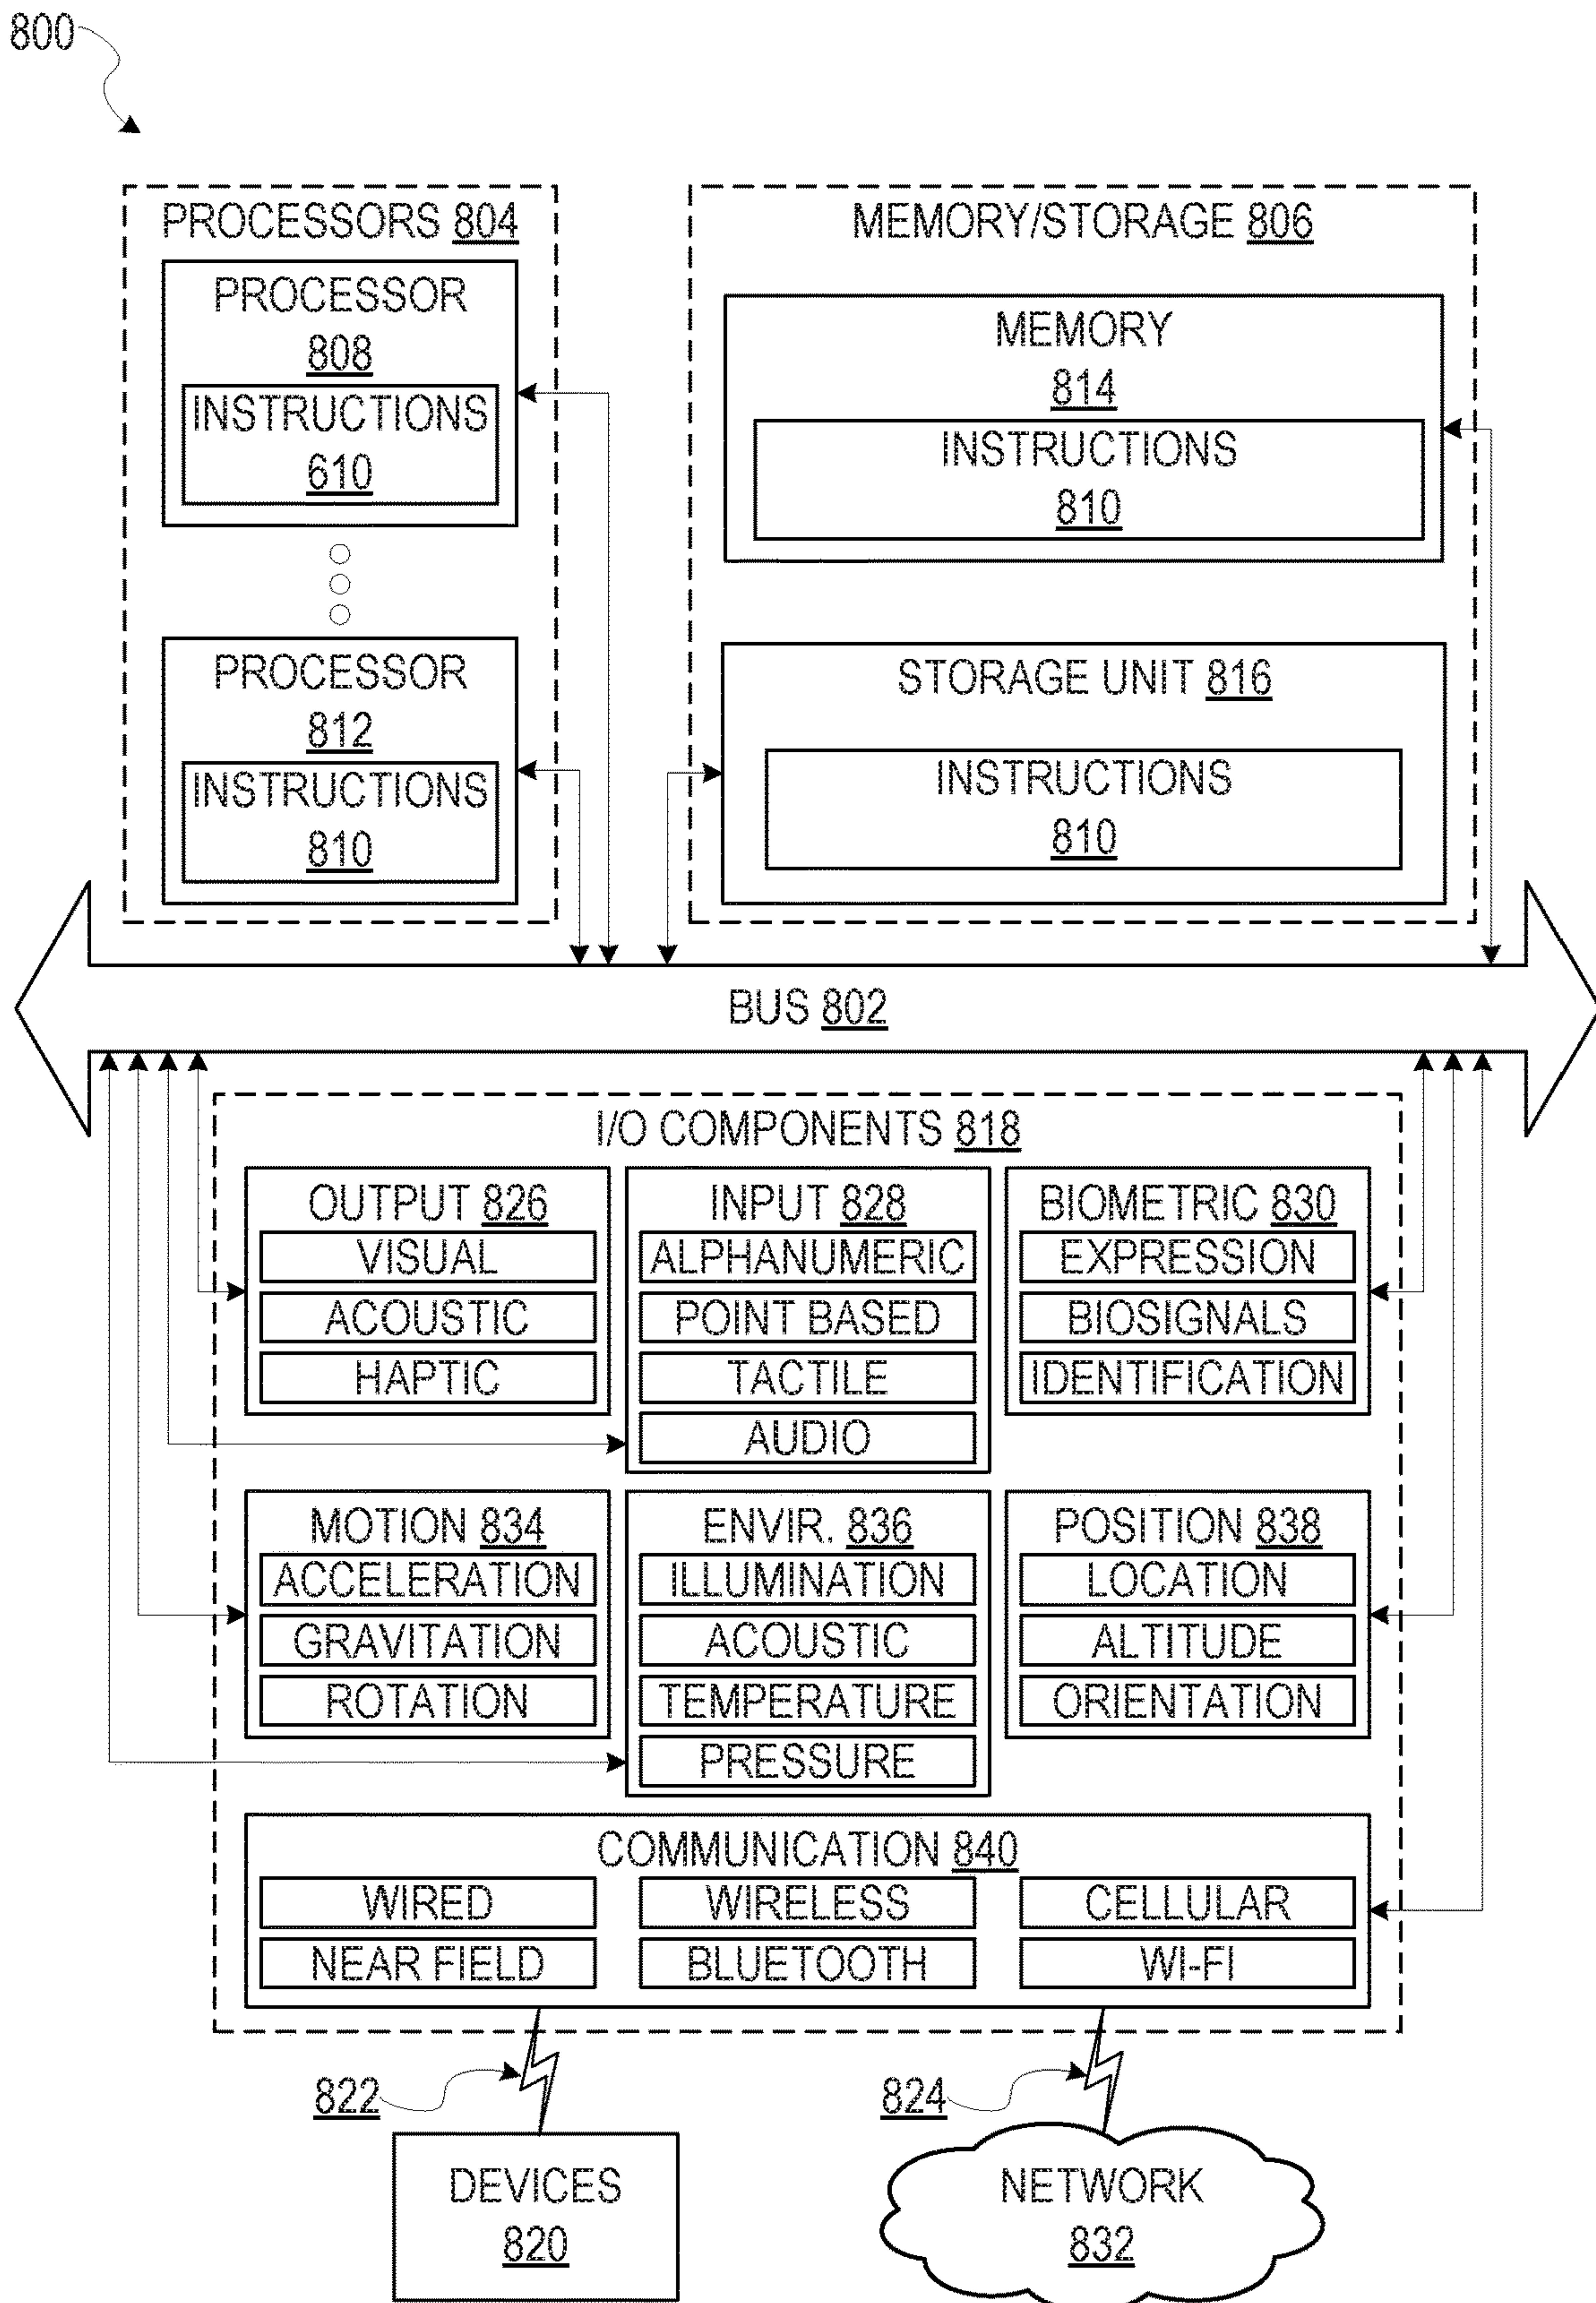 800
PROCESSORS 804
PROCESSOR
808
INSTRUCTIONS
610
PROCESSOR
812
INSTRUCTIONS
810
MEMORY/STORAGE 806
MEMORY
814
INSTRUCTIONS
810
STORAGE UNIT 816
INSTRUCTIONS
810
BUS 802
I/O COMPONENTS 818
OUTPUT 826
VISUAL
ACOUSTIC
HAPTIC
INPUT 828
ALPHANUMERIC
POINT BASED
TACTILE
AUDIO
BIOMETRIC 830
EXPRESSION
BIOSIGNALS
IDENTIFICATION
MOTION 834
ACCELERATION
GRAVITATION
ROTATION
ENVIR. 836
ILLUMINATION
ACOUSTIC
TEMPERATURE
PRESSURE
POSITION 838
LOCATION
ALTITUDE
ORIENTATION
COMMUNICATION 840
WIRED
WIRELESS
CELLULAR
NEAR FIELD
BLUETOOTH
WI-FI
822
824
DEVICES
820
NETWORK
832